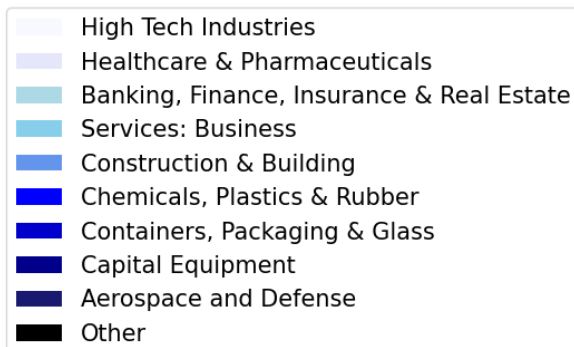 High Tech Industries
Healthcare & Pharmaceuticals
Banking, Finance, Insurance & Real Estate
Services: Business
Construction & Building
Chemicals, Plastics & Rubber
Containers, Packaging & Glass
Capital Equipment
Aerospace and Defense
Other